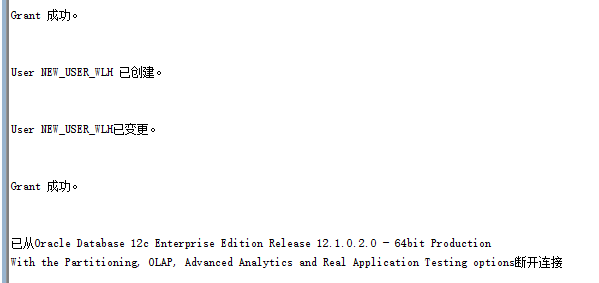 Grant 成功。
User NEW_USER_WLH 已创建。
User NEW_USER_WLH已变更。
Grant 成功。
已从Oracle Database 12c Enterprise Edition Release 12.1.0.2.0 - 64bit Production
With the Partitioning, OLAP, Advanced Analytics and Real Application Testing options断开连接